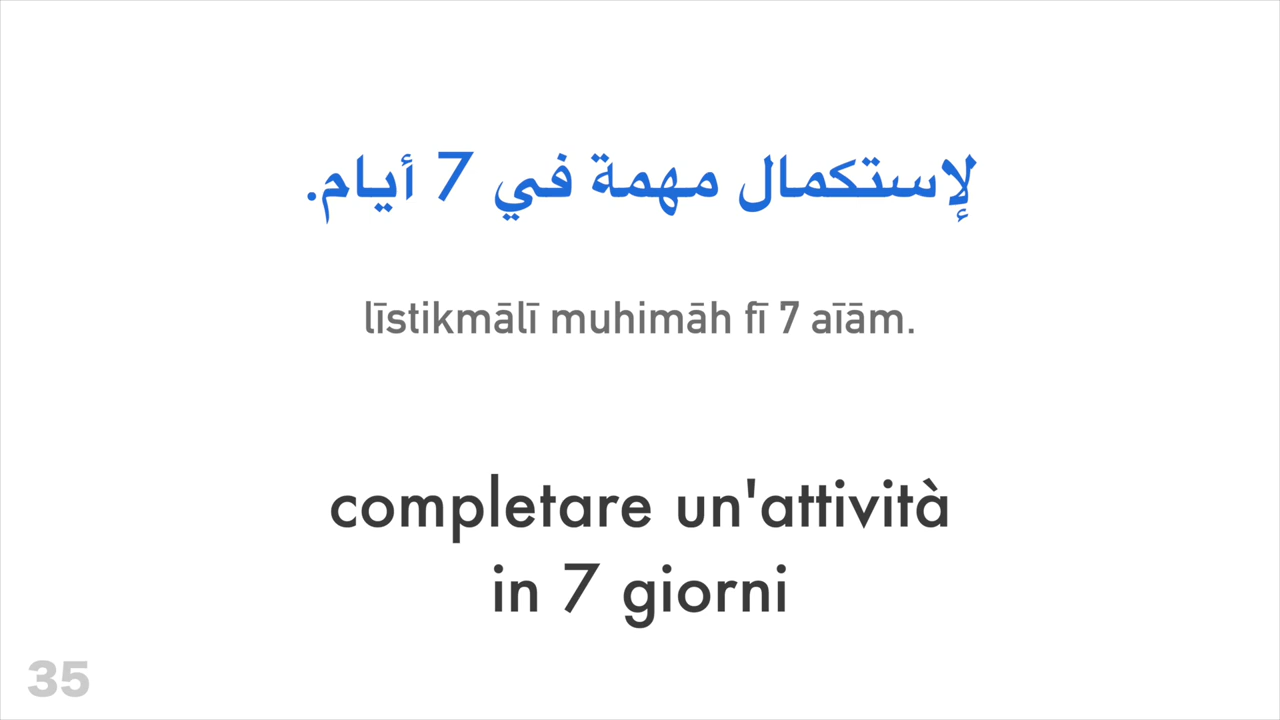 لإستكمال مهمة في 7 أيام.
līstikmālī muhimāh fī 7 aīām.
completare un'attività
in 7 giorni
35